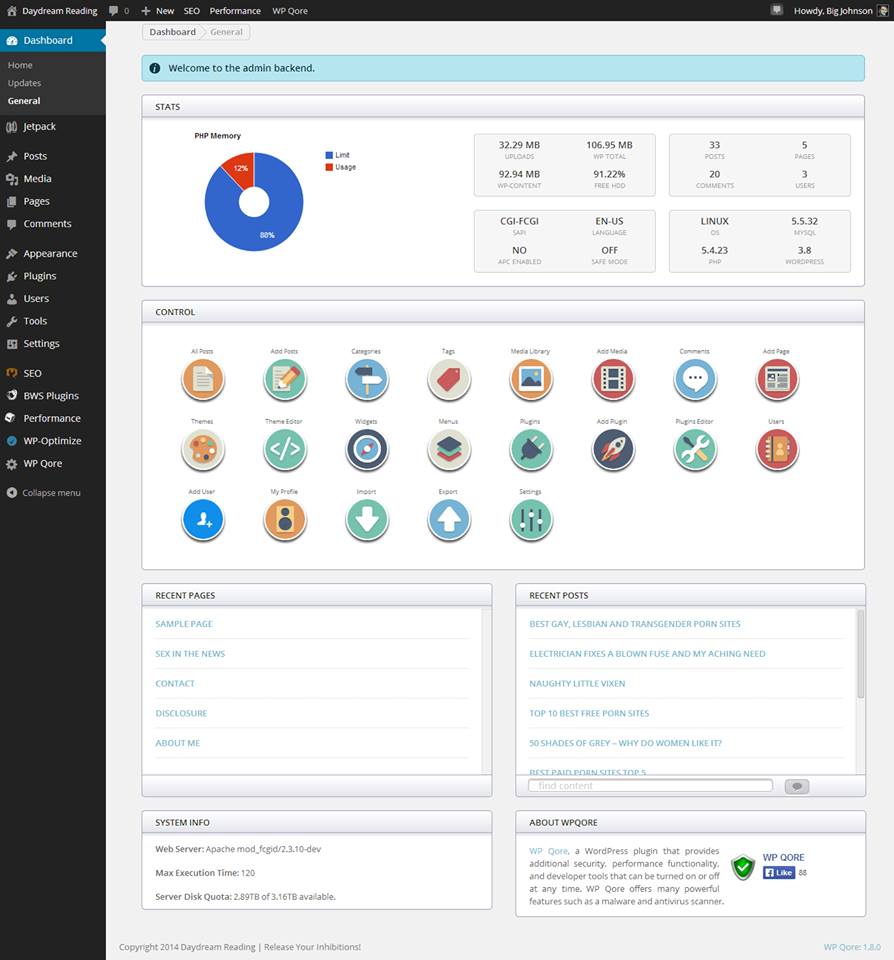 Daydream Reading 0 New SEO Performance WP Qore Howdy, Big Johnson
Dashboard
Home
Updates
General
Jetpack
Posts
Media
Pages
Comments
Appearance
Plugins
Users
Tools
Settings
SEO
BWS Plugins
Performance
WP-Optimize
WP Qore
Collapse menu
Dashboard General
Welcome to the admin backend.
STATS
PHP Memory
Limit
Usage
12%
88%
32.29 MB 106.95 MB
UPLOADS WP TOTAL
92.94 MB 91.22%
WP-CONTENT FREE HDD
33 5
POSTS PAGES
20 3
COMMENTS USERS
CGI-FCGI EN-US
SAPI LANGUAGE
NO OFF
APC ENABLED SAFE MODE
LINUX 5.5.32
OS MYSQL
5.4.23 3.8
PHP WORDPRESS
CONTROL
All Posts Add Posts Categories Tags Media Library Add Media Comments Add Page
Themes Theme Editor Widgets Menus Plugins Add Plugin Plugins Editor Users
Add User My Profile Import Export Settings
RECENT PAGES
SAMPLE PAGE
SEX IN THE NEWS
CONTACT
DISCLOSURE
ABOUT ME
RECENT POSTS
BEST GAY, LESBIAN AND TRANSGENDER PORN SITES
ELECTRICIAN FIXES A BLOWN FUSE AND MY ACHING NEED
NAUGHTY LITTLE VIXEN
TOP 10 BEST FREE PORN SITES
50 SHADES OF GREY – WHY DO WOMEN LIKE IT?
BEST PAID PORN SITES TOP 5
find content
SYSTEM INFO
Web Server: Apache mod_fcgid/2.3.10-dev
Max Execution Time: 120
Server Disk Quota: 2.89TB of 3.16TB available.
ABOUT WPQORE
WP Qore, a WordPress plugin that provides
additional security, performance functionality,
and developer tools that can be turned on or off
at any time. WP Qore offers many powerful
features such as a malware and antivirus scanner.
WP QORE
f Like 88
Copyright 2014 Daydream Reading | Release Your Inhibitions!
WP Qore: 1.8.0